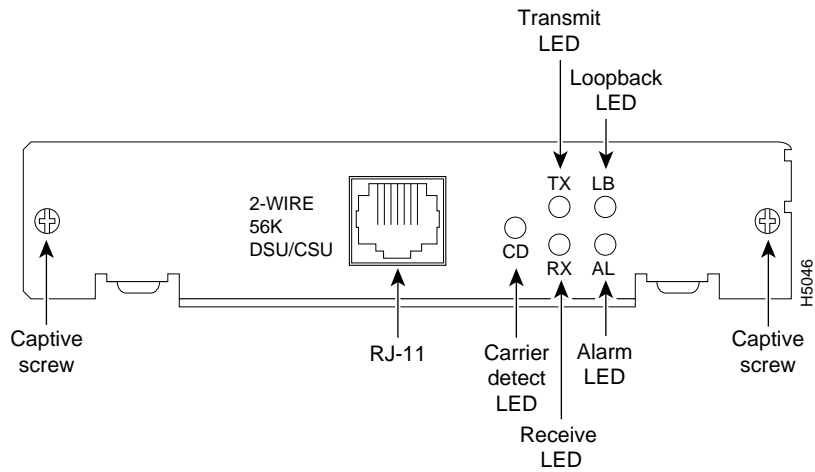 Transmit
LED
Loopback
LED
TX LB
2-WIRE
56K
DSU/CSU
CD
RX AL
H5046
Captive
screw
RJ-11
Carrier
detect
LED
Alarm
LED
Captive
screw
Receive
LED